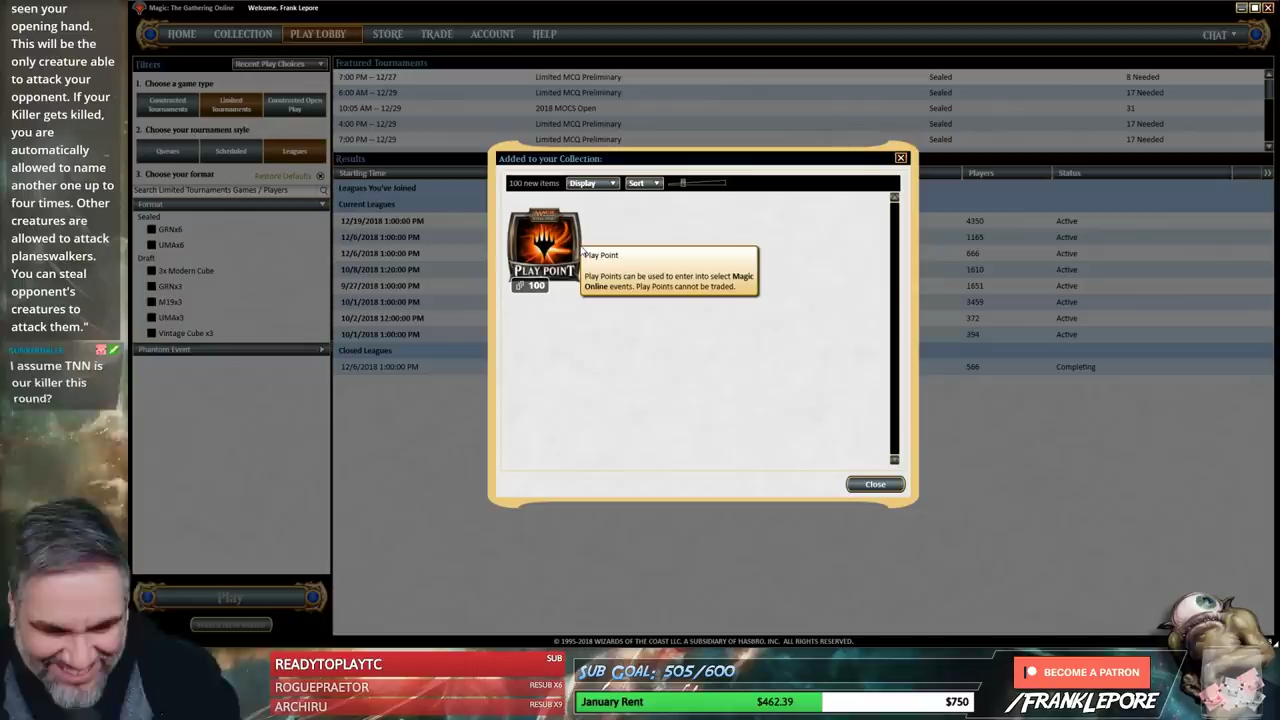 seen your
opening hand.
This will be the
only creature able
to attack your
opponent. If your
Killer gets killed,
you are
automatically
allowed to name
another one up to
four times. Other
creatures are
allowed to attack
planeswalkers.
You can steal
opponent's
creatures to
attack them."
I assume TNN is
our killer this
round?
Magic: The Gathering Online
Welcome, Frank Lepore
HOME
COLLECTION
PLAY LOBBY
STORE
TRADE
ACCOUNT
HELP
CHAT
Filters
Recent Play Choices
1. Choose a game type
Constructed Tournaments
Limited Tournaments
Constructed Open Play
2. Choose your tournament style
Queues
Scheduled
Leagues
3. Choose your format
Restore Defaults
Search Limited Tournaments Games / Players
Format
Sealed
GRNx6
UMAx6
Draft
3x Modern Cube
GRNx3
M19x3
UMAx3
Vintage Cube x3
Phantom Event
Play
Featured Tournaments
7:00 PM -- 12/27 Limited MCQ Preliminary Sealed 8 Needed
6:00 AM -- 12/29 Limited MCQ Preliminary Sealed 17 Needed
10:05 AM -- 12/29 2018 MOCS Open Sealed 31
4:00 PM -- 12/29 Limited MCQ Preliminary Sealed 17 Needed
7:00 PM -- 12/29 Limited MCQ Preliminary Sealed 17 Needed
Results
Starting Time Players Status
Leagues You've Joined
Current Leagues
12/19/2018 1:00:00 PM 4350 Active
12/6/2018 1:00:00 PM 1165 Active
12/6/2018 1:00:00 PM 666 Active
10/8/2018 1:20:00 PM 1610 Active
9/27/2018 1:00:00 PM 1651 Active
10/1/2018 1:00:00 PM 3459 Active
10/2/2018 12:00:00 PM 372 Active
10/1/2018 1:00:00 PM 394 Active
Closed Leagues
12/6/2018 1:00:00 PM 566 Completing
Added to your Collection:
100 new items
Display
Sort
PLAY POINT
100
Play Point
Play Points can be used to enter into select Magic
Online events. Play Points cannot be traded.
Close
© 1995-2018 WIZARDS OF THE COAST LLC. A SUBSIDIARY OF HASBRO, INC. ALL RIGHTS RESERVED.
READYTOPLAYTC SUB
ROGUEPRAETOR RESUB X6
ARCHIRU RESUB X9
SUB GOAL: 505/600
January Rent $462.39 $750
BECOME A PATRON
/FRANKLEPORE